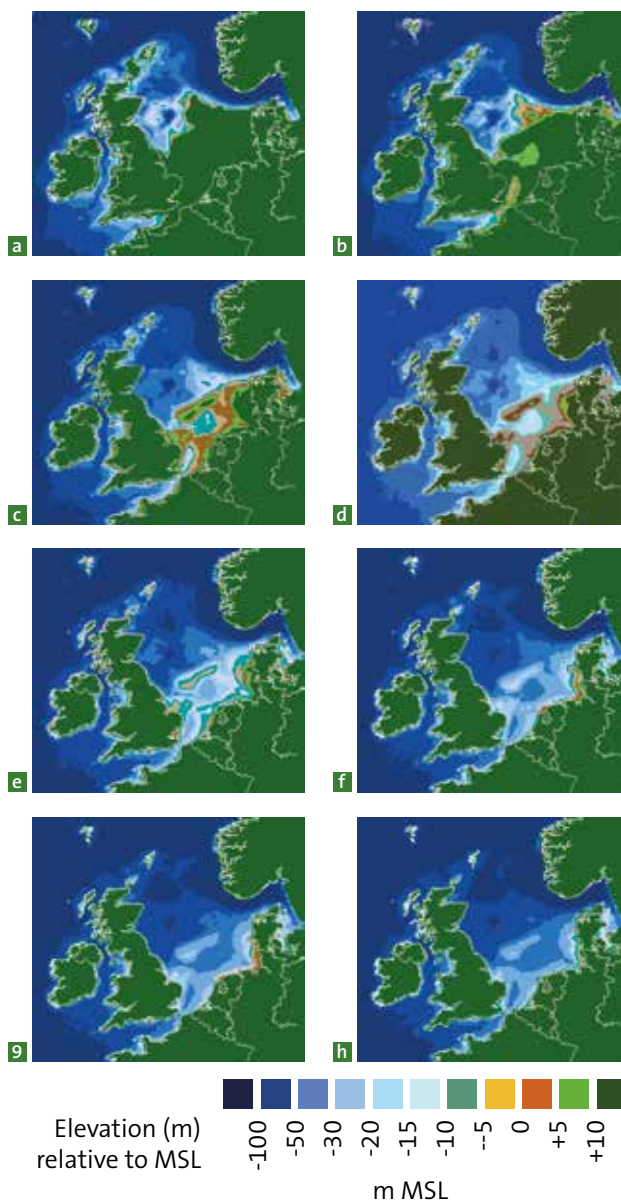 a
b
c
d
e
f
9
h
Elevation (m)
relative to MSL
-100
-50
-30
-20
-15
-10
--5
0
+5
+10
m MSL